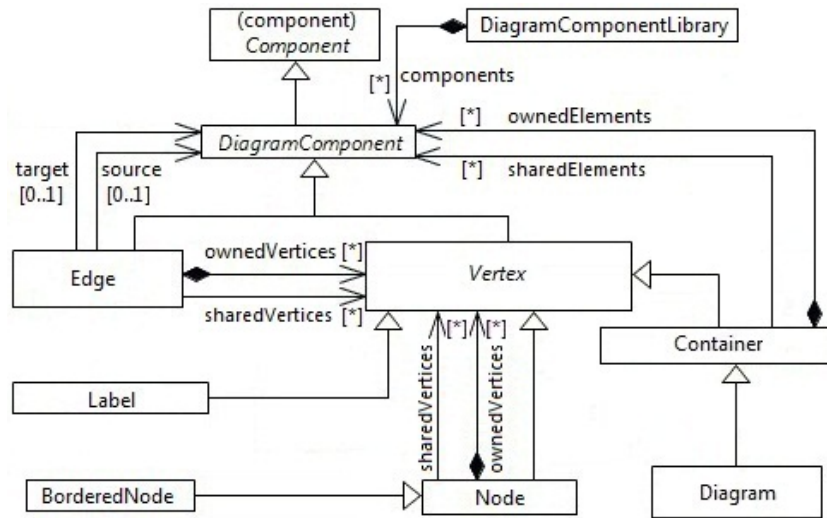 (component)
Component
DiagramComponentLibrary
[*] components
[*] ownedElements
DiagramComponent
target
[0..1]
source
[0..1]
[*] sharedElements
ownedVertices [*]
Edge
Vertex
sharedVertices [*]
[*]
[*]
sharedVertices
ownedVertices
Container
Label
BorderedNode
Node
Diagram